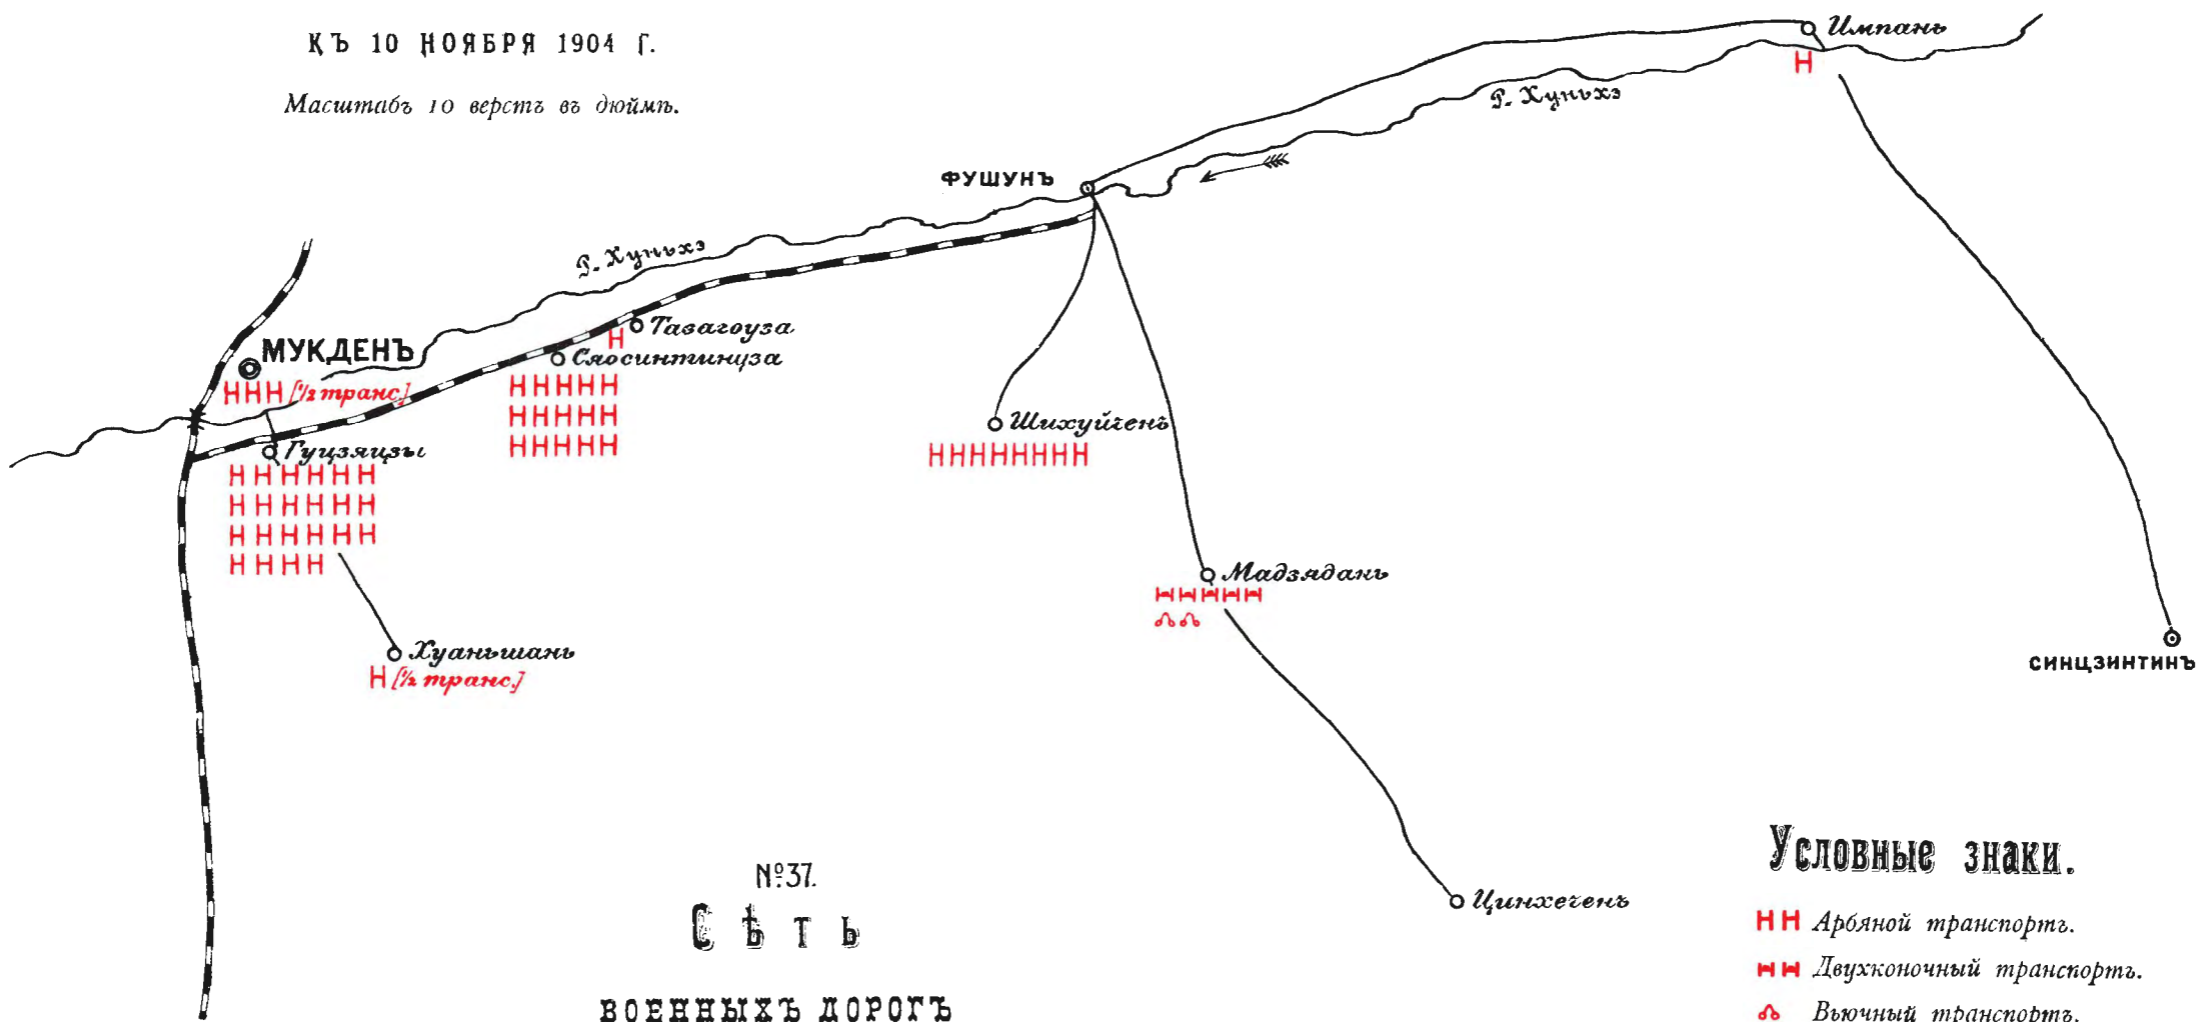 КЪ 10 НОЯБРЯ 1904 Г.
Масштабъ 10 верстъ въ дюймѣ.
Импань
Р. Хуньхэ
ФУШУНЪ
Р. Хуньхэ
Тавагоуза
МУКДЕНЪ
Сяосинтинуза
[½ транс.]
Шихуйчень
Гуцзяцзы
Мадзядань
Хуаньшань
[½ транс.]
СИНЦЗИНТИНЪ
Цинхечень
№37.
Сѣть
ВОЕННЫХЪ ДОРОГЪ
Условные знаки.
Арбяной транспортъ.
Двухконочный транспортъ.
Вьючный транспортъ.